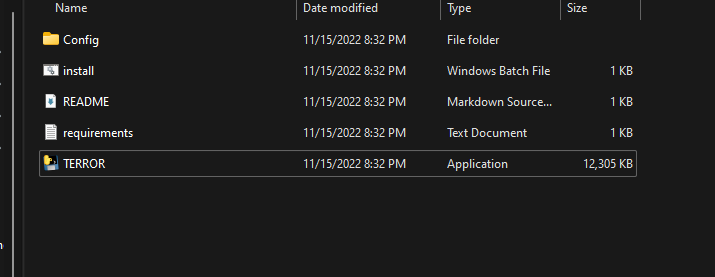 Name Date modified Type Size
Config 11/15/2022 8:32 PM File folder
install 11/15/2022 8:32 PM Windows Batch File 1 KB
README 11/15/2022 8:32 PM Markdown Source... 1 KB
requirements 11/15/2022 8:32 PM Text Document 1 KB
TERROR 11/15/2022 8:32 PM Application 12,305 KB